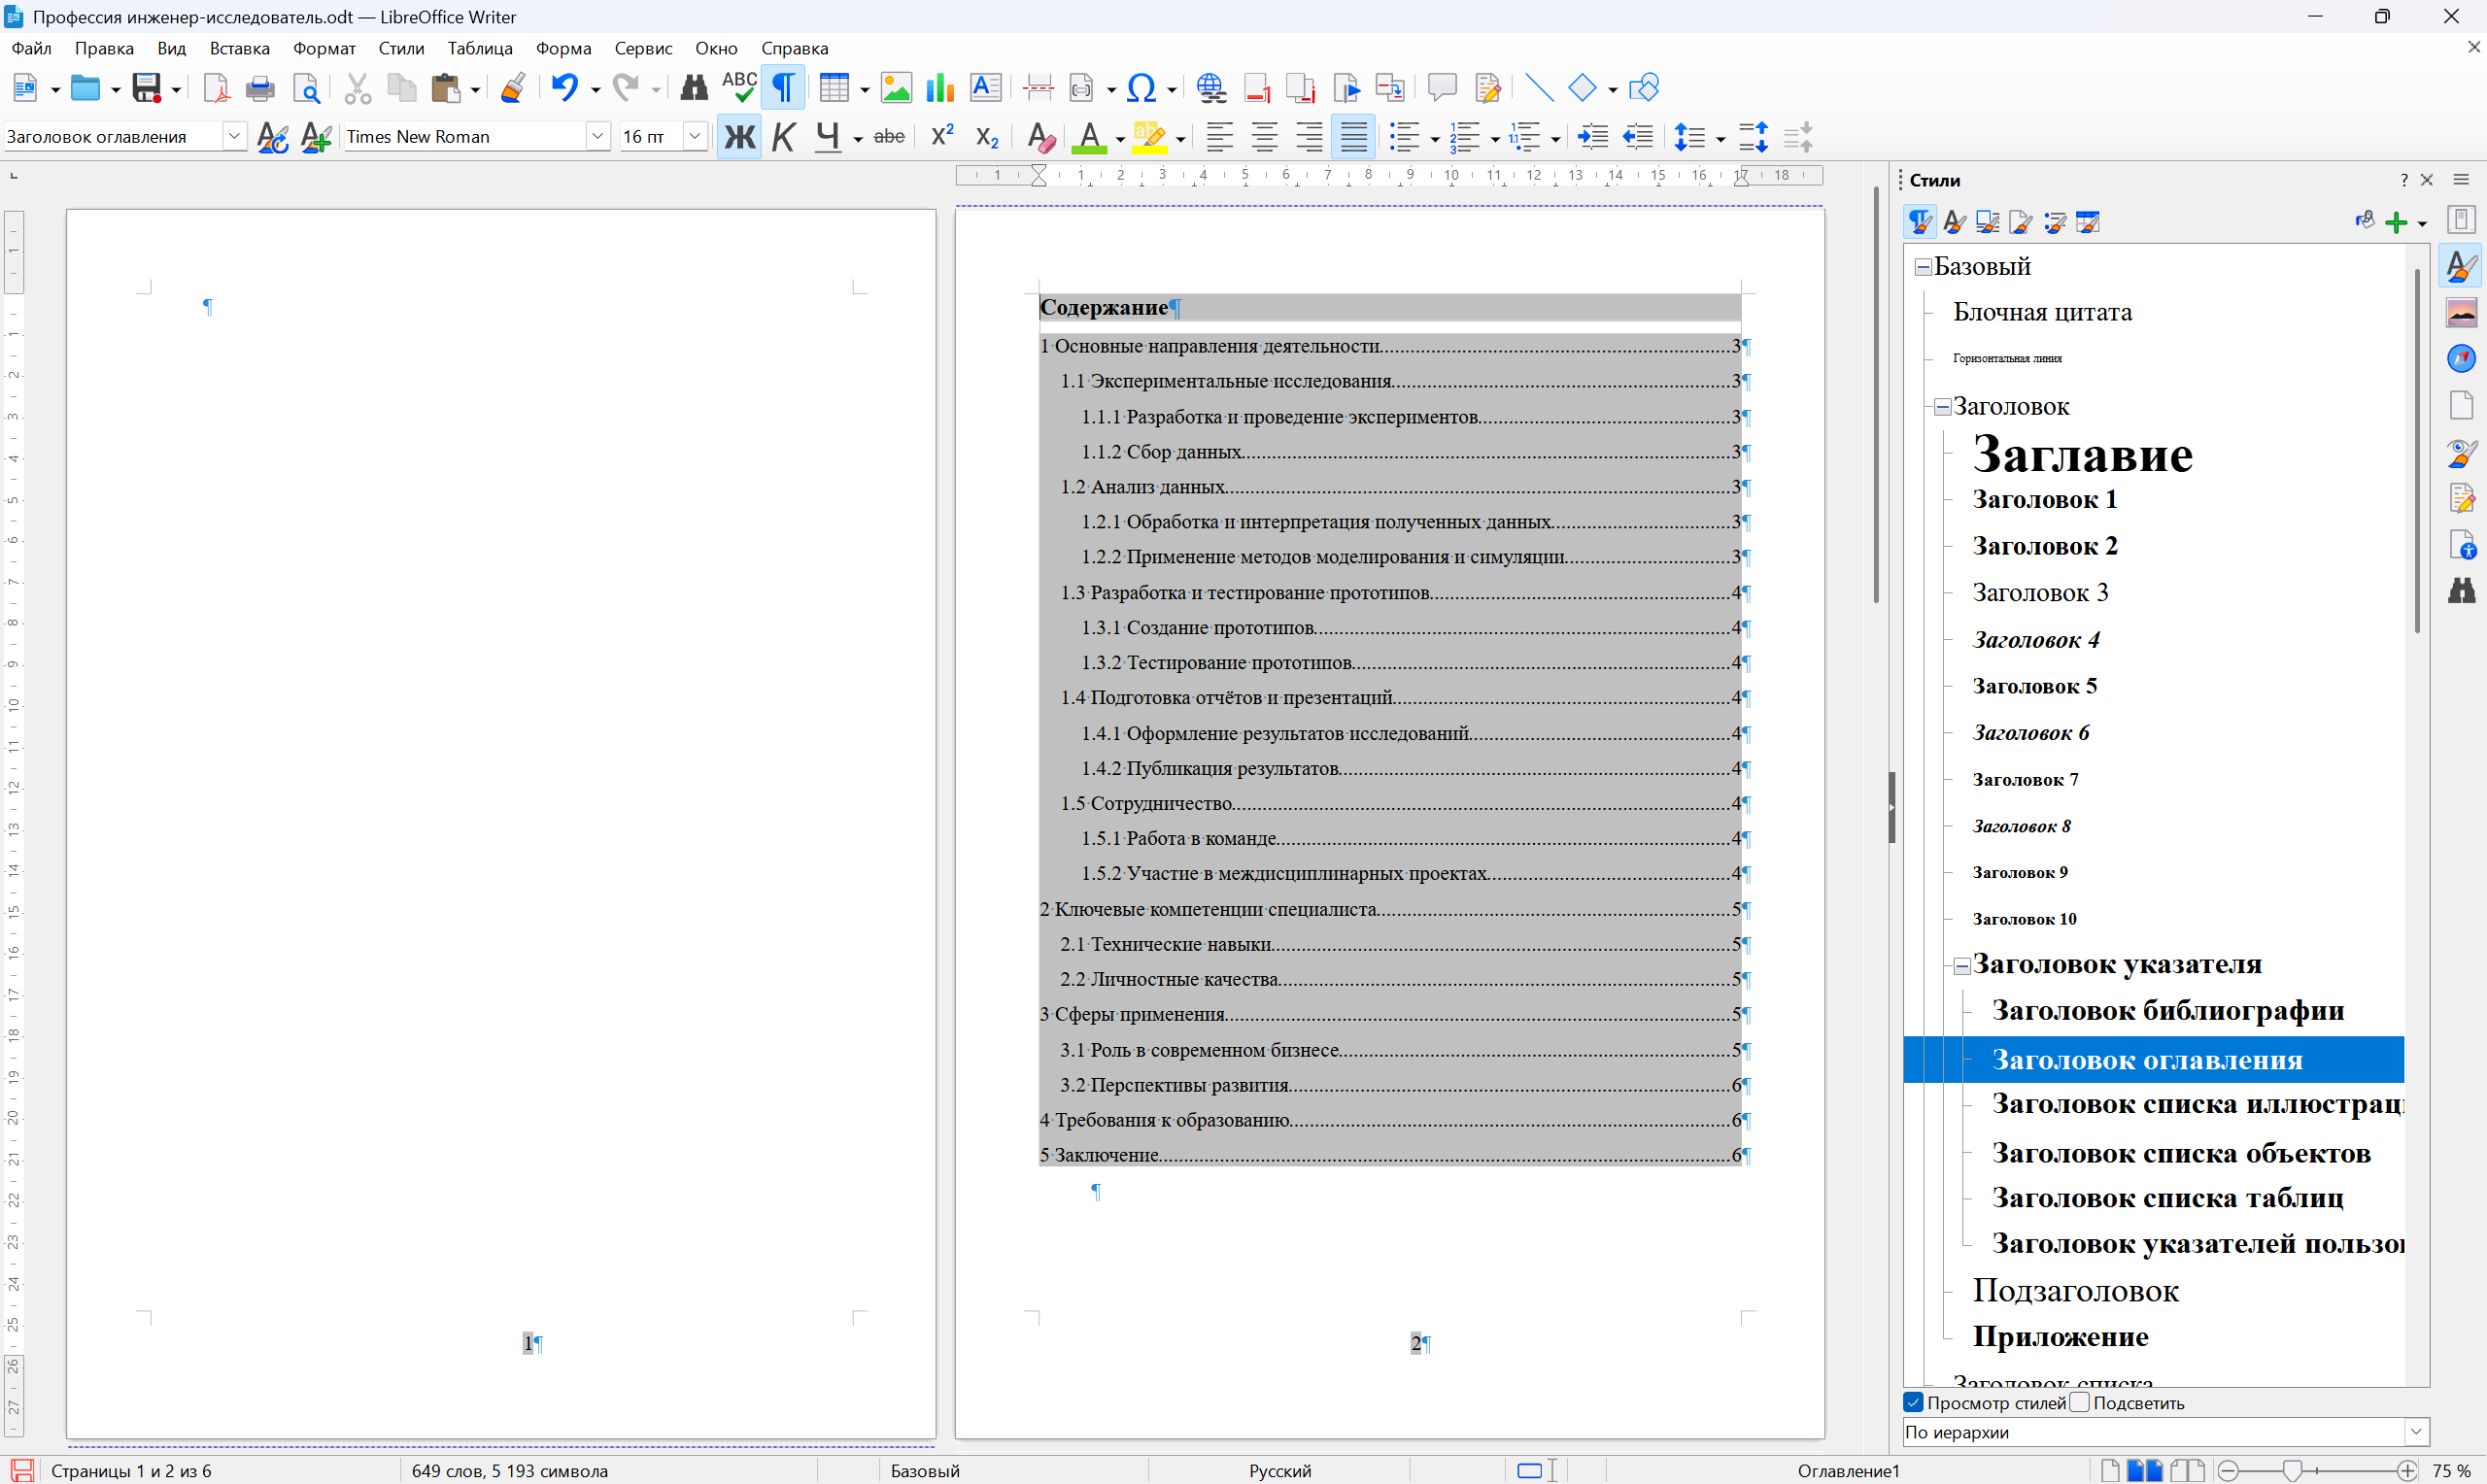 Профессия инженер-исследователь.odt — LibreOffice Writer
Файл Правка Вид Вставка Формат Стили Таблица Форма Сервис Окно Справка
Заголовок оглавления Times New Roman 16 пт
Стили
Содержание¶
1 Основные направления деятельности 3¶
1.1 Экспериментальные исследования 3¶
1.1.1 Разработка и проведение экспериментов 3¶
1.1.2 Сбор данных 3¶
1.2 Анализ данных 3¶
1.2.1 Обработка и интерпретация полученных данных 3¶
1.2.2 Применение методов моделирования и симуляции 3¶
1.3 Разработка и тестирование прототипов 4¶
1.3.1 Создание прототипов 4¶
1.3.2 Тестирование прототипов 4¶
1.4 Подготовка отчётов и презентаций 4¶
1.4.1 Оформление результатов исследований 4¶
1.4.2 Публикация результатов 4¶
1.5 Сотрудничество 4¶
1.5.1 Работа в команде 4¶
1.5.2 Участие в междисциплинарных проектах 4¶
2 Ключевые компетенции специалиста 5¶
2.1 Технические навыки 5¶
2.2 Личностные качества 5¶
3 Сферы применения 5¶
3.1 Роль в современном бизнесе 5¶
3.2 Перспективы развития 6¶
4 Требования к образованию 6¶
5 Заключение 6¶
1¶
2¶
Базовый
Блочная цитата
Горизонтальная линия
Заголовок
Заглавие
Заголовок 1
Заголовок 2
Заголовок 3
Заголовок 4
Заголовок 5
Заголовок 6
Заголовок 7
Заголовок 8
Заголовок 9
Заголовок 10
Заголовок указателя
Заголовок библиографии
Заголовок оглавления
Заголовок списка иллюстрац
Заголовок списка объектов
Заголовок списка таблиц
Заголовок указателей пользо
Подзаголовок
Приложение
Заголовок списка
Просмотр стилей Подсветить
По иерархии
Страницы 1 и 2 из 6 649 слов, 5 193 символа Базовый Русский Оглавление1 75 %